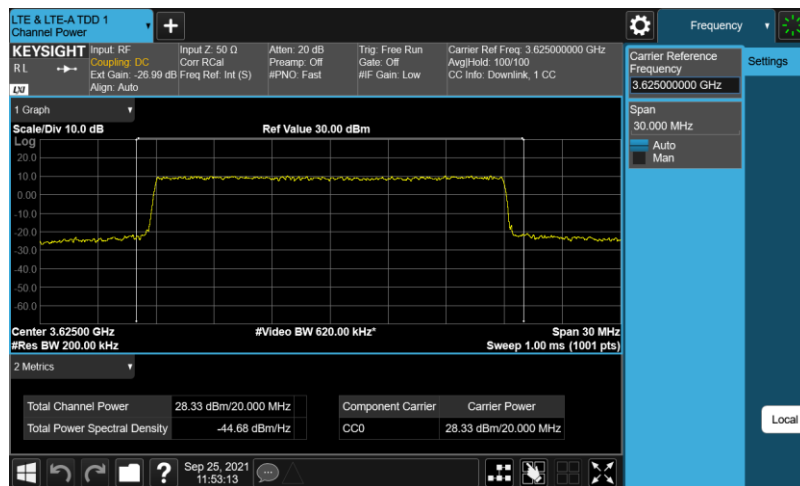 LTE & LTE-A TDD 1
Channel Power
Frequency
KEYSIGHT
RL
LXI
Input: RF
Coupling: DC
Ext Gain: -26.99 dB
Align: Auto
Input Z: 50 Ω
Corr RCal
Freq Ref: Int (S)
Atten: 20 dB
Preamp: Off
#PNO: Fast
Trig: Free Run
Gate: Off
#IF Gain: Low
Carrier Ref Freq: 3.625000000 GHz
Avg|Hold: 100/100
CC Info: Downlink, 1 CC
Carrier Reference
Frequency
3.625000000 GHz
Settings
Span
30.000 MHz
Auto
Man
1 Graph
Scale/Div 10.0 dB
Ref Value 30.00 dBm
Log
20.0
10.0
0.00
-10.0
-20.0
-30.0
-40.0
-50.0
-60.0
Center 3.62500 GHz
#Video BW 620.00 kHz*
Span 30 MHz
#Res BW 200.00 kHz
Sweep 1.00 ms (1001 pts)
2 Metrics
Total Channel Power 28.33 dBm/20.000 MHz
Total Power Spectral Density -44.68 dBm/Hz
Component Carrier Carrier Power
CC0 28.33 dBm/20.000 MHz
Local
?
Sep 25, 2021
11:53:13